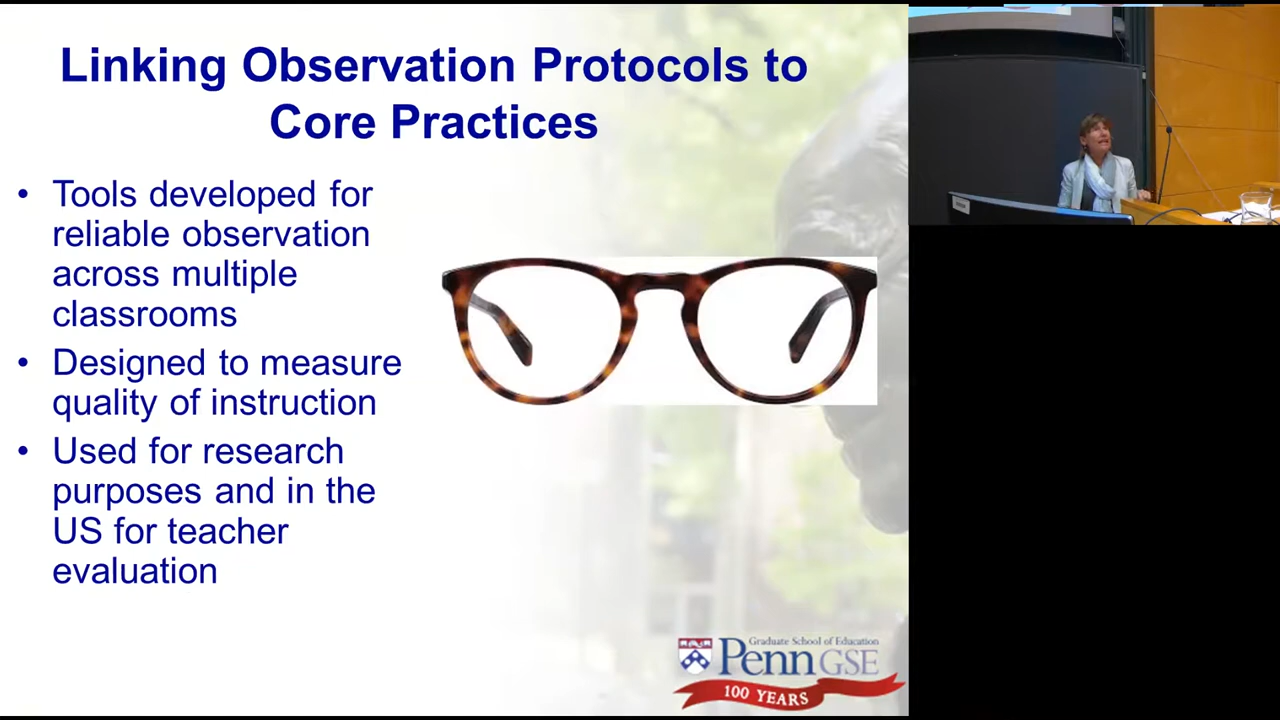 Linking Observation Protocols to
Core Practices
• Tools developed for
reliable observation
across multiple
classrooms
• Designed to measure
quality of instruction
• Used for research
purposes and in the
US for teacher
evaluation
Graduate School of Education
Penn GSE
100 YEARS